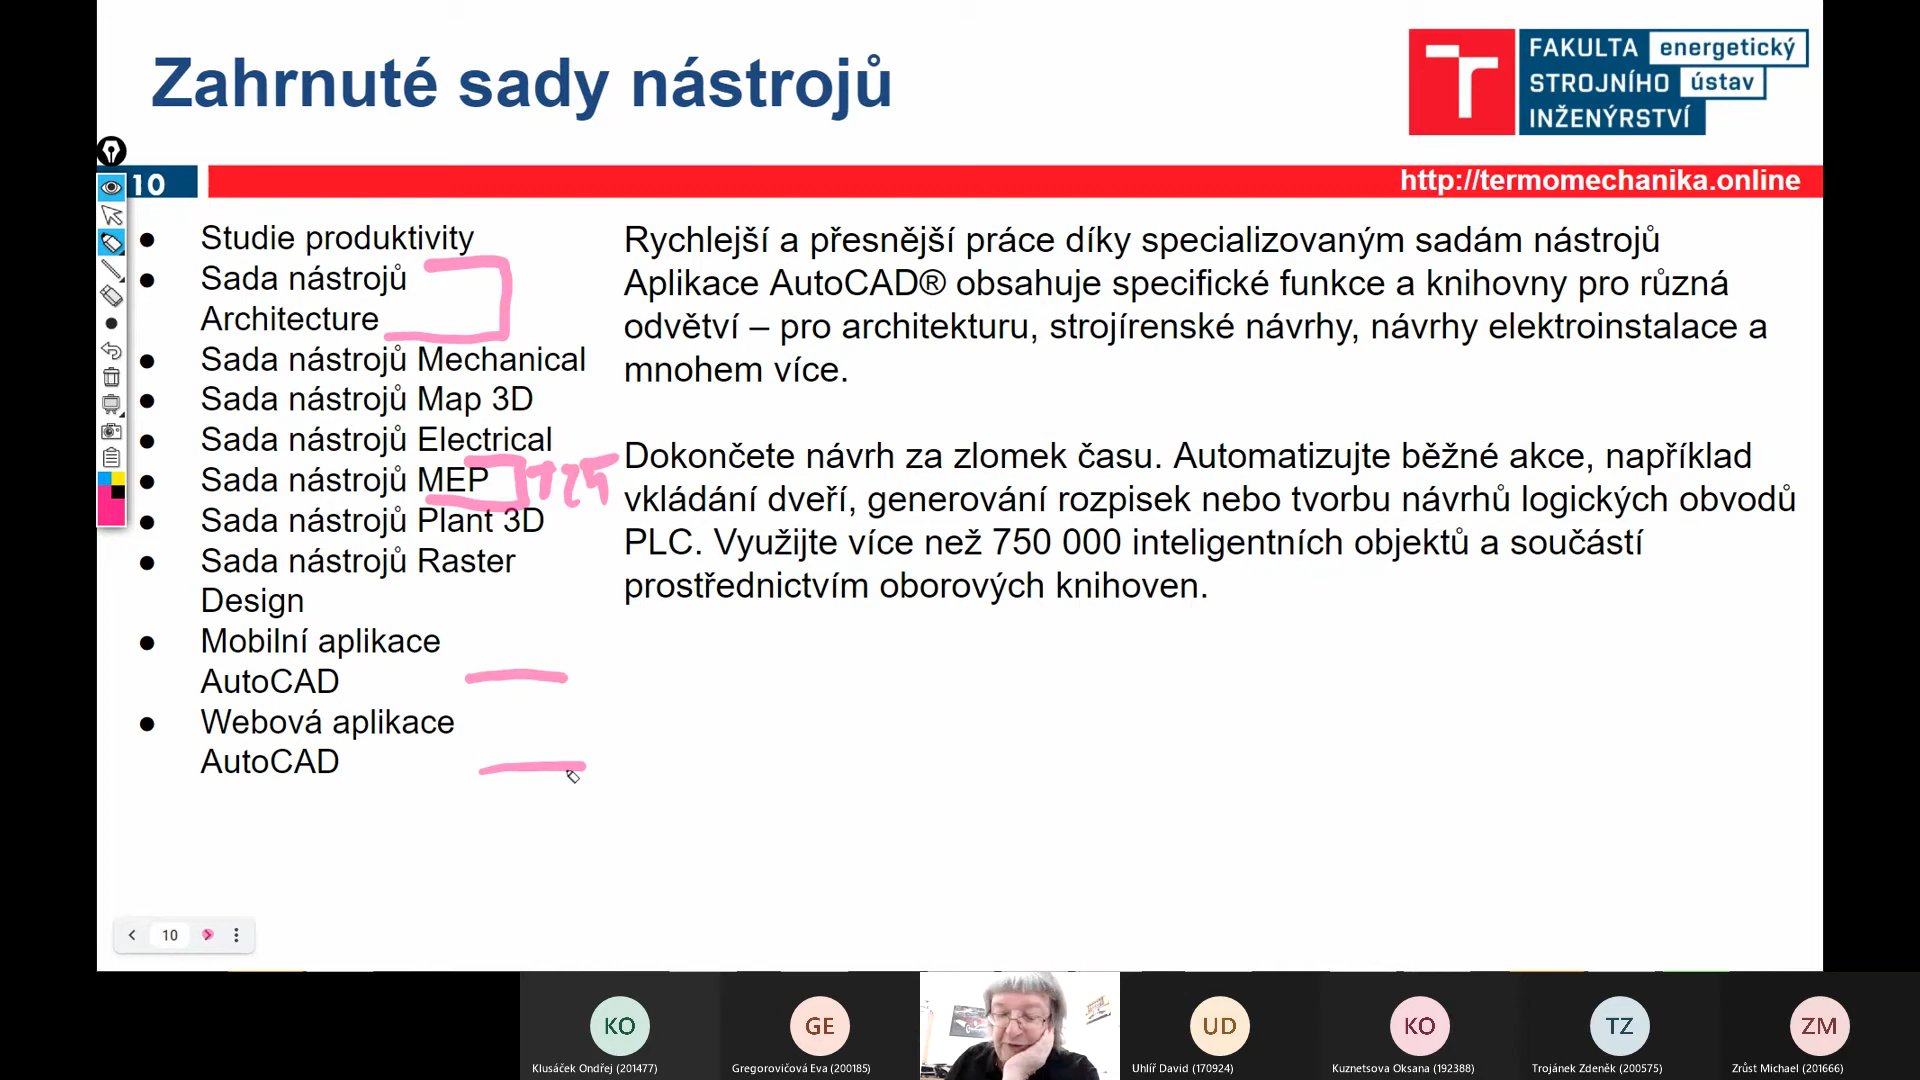 Zahrnuté sady nástrojů
FAKULTA energetický
STROJNÍHO ústav
INŽENÝRSTVÍ
10
http://termomechanika.online
● Studie produktivity
● Sada nástrojů
Architecture
● Sada nástrojů Mechanical
● Sada nástrojů Map 3D
● Sada nástrojů Electrical
● Sada nástrojů MEP
● Sada nástrojů Plant 3D
● Sada nástrojů Raster
Design
● Mobilní aplikace
AutoCAD
● Webová aplikace
AutoCAD
Rychlejší a přesnější práce díky specializovaným sadám nástrojů
Aplikace AutoCAD® obsahuje specifické funkce a knihovny pro různá
odvětví – pro architekturu, strojírenské návrhy, návrhy elektroinstalace a
mnohem více.
Dokončete návrh za zlomek času. Automatizujte běžné akce, například
vkládání dveří, generování rozpisek nebo tvorbu návrhů logických obvodů
PLC. Využijte více než 750 000 inteligentních objektů a součástí
prostřednictvím oborových knihoven.
10
KO
GE
UD
KO
TZ
ZM
Klusáček Ondřej (201477)
Gregorovičová Eva (200185)
Uhlíř David (170924)
Kuznetsova Oksana (192388)
Trojánek Zdeněk (200575)
Zrůst Michael (201666)